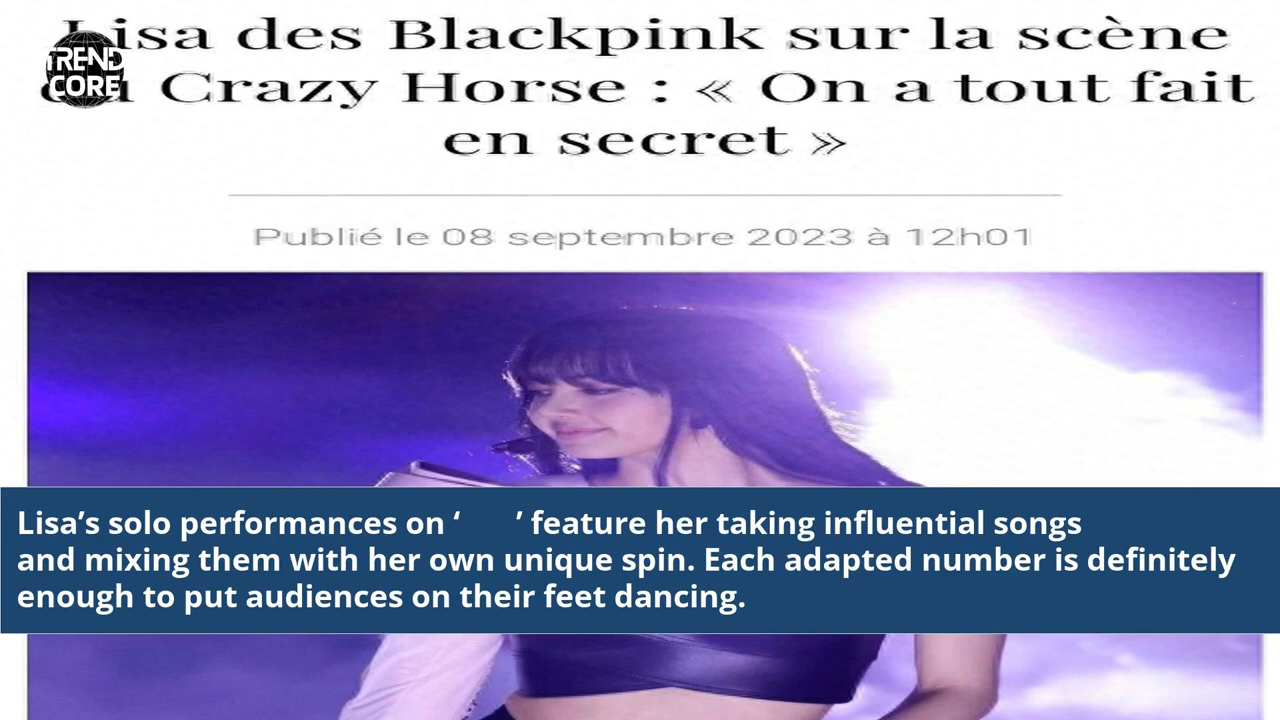 Lisa des Blackpink sur la scène
du Crazy Horse : « On a tout fait
en secret »
TREND
CORE
Publié le 08 septembre 2023 à 12h01
Lisa’s solo performances on ‘ ’ feature her taking influential songs
and mixing them with her own unique spin. Each adapted number is definitely
enough to put audiences on their feet dancing.